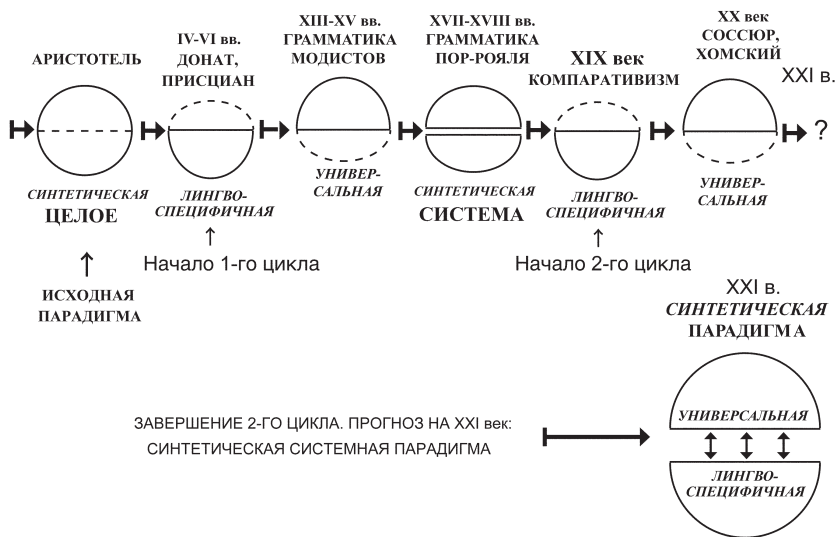 АРИСТОТЕЛЬ
СИНТЕТИЧЕСКАЯ
ЦЕЛОЕ
↑
ИСХОДНАЯ
ПАРАДИГМА
IV-VI вв.
ДОНАТ,
ПРИСЦИАН
ЛИНГВО-
СПЕЦИФИЧНАЯ
↑
Начало 1-го цикла
XIII-XV вв.
ГРАММАТИКА
МОДИСТОВ
УНИВЕР-
САЛЬНАЯ
XVII-XVIII вв.
ГРАММАТИКА
ПОР-РОЯЛЯ
СИНТЕТИЧЕСКАЯ
СИСТЕМА
XIX век
КОМПАРАТИВИЗМ
ЛИНГВО-
СПЕЦИФИЧНАЯ
↑
Начало 2-го цикла
XX век
СОССЮР,
ХОМСКИЙ
УНИВЕР-
САЛЬНАЯ
XXI в.
?
ЗАВЕРШЕНИЕ 2-ГО ЦИКЛА. ПРОГНОЗ НА XXI век:
СИНТЕТИЧЕСКАЯ СИСТЕМНАЯ ПАРАДИГМА
XXI в.
СИНТЕТИЧЕСКАЯ
ПАРАДИГМА
УНИВЕРСАЛЬНАЯ
ЛИНГВО-
СПЕЦИФИЧНАЯ